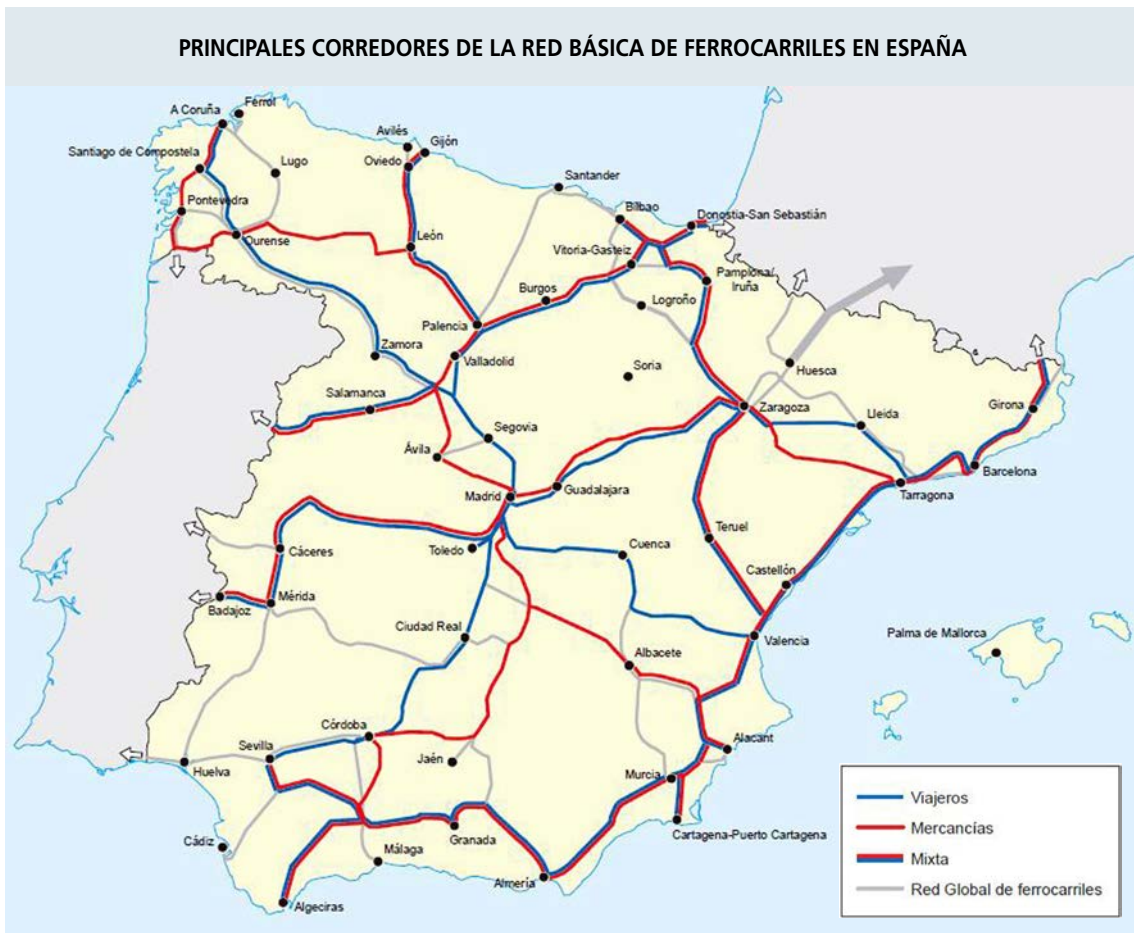 PRINCIPALES CORREDORES DE LA RED BÁSICA DE FERROCARRILES EN ESPAÑA
A Coruña
Ferrol
Avilés
Gijón
Santiago de Compostela
Lugo
Oviedo
Santander
Pontevedra
Bilbao
Donostia-San Sebastián
Ourense
León
Vitoria-Gasteiz
Pamplona/
Iruña
Burgos
Logroño
Palencia
Zamora
Valladolid
Soria
Huesca
Salamanca
Zaragoza
Lleida
Girona
Segovia
Ávila
Barcelona
Madrid
Guadalajara
Tarragona
Teruel
Cáceres
Toledo
Cuenca
Castellón
Badajoz
Mérida
Ciudad Real
Valencia
Palma de Mallorca
Albacete
Córdoba
Sevilla
Jaén
Alacant
Huelva
Murcia
Cádiz
Granada
Cartagena-Puerto Cartagena
Málaga
Almería
Algeciras
Viajeros
Mercancías
Mixta
Red Global de ferrocarriles